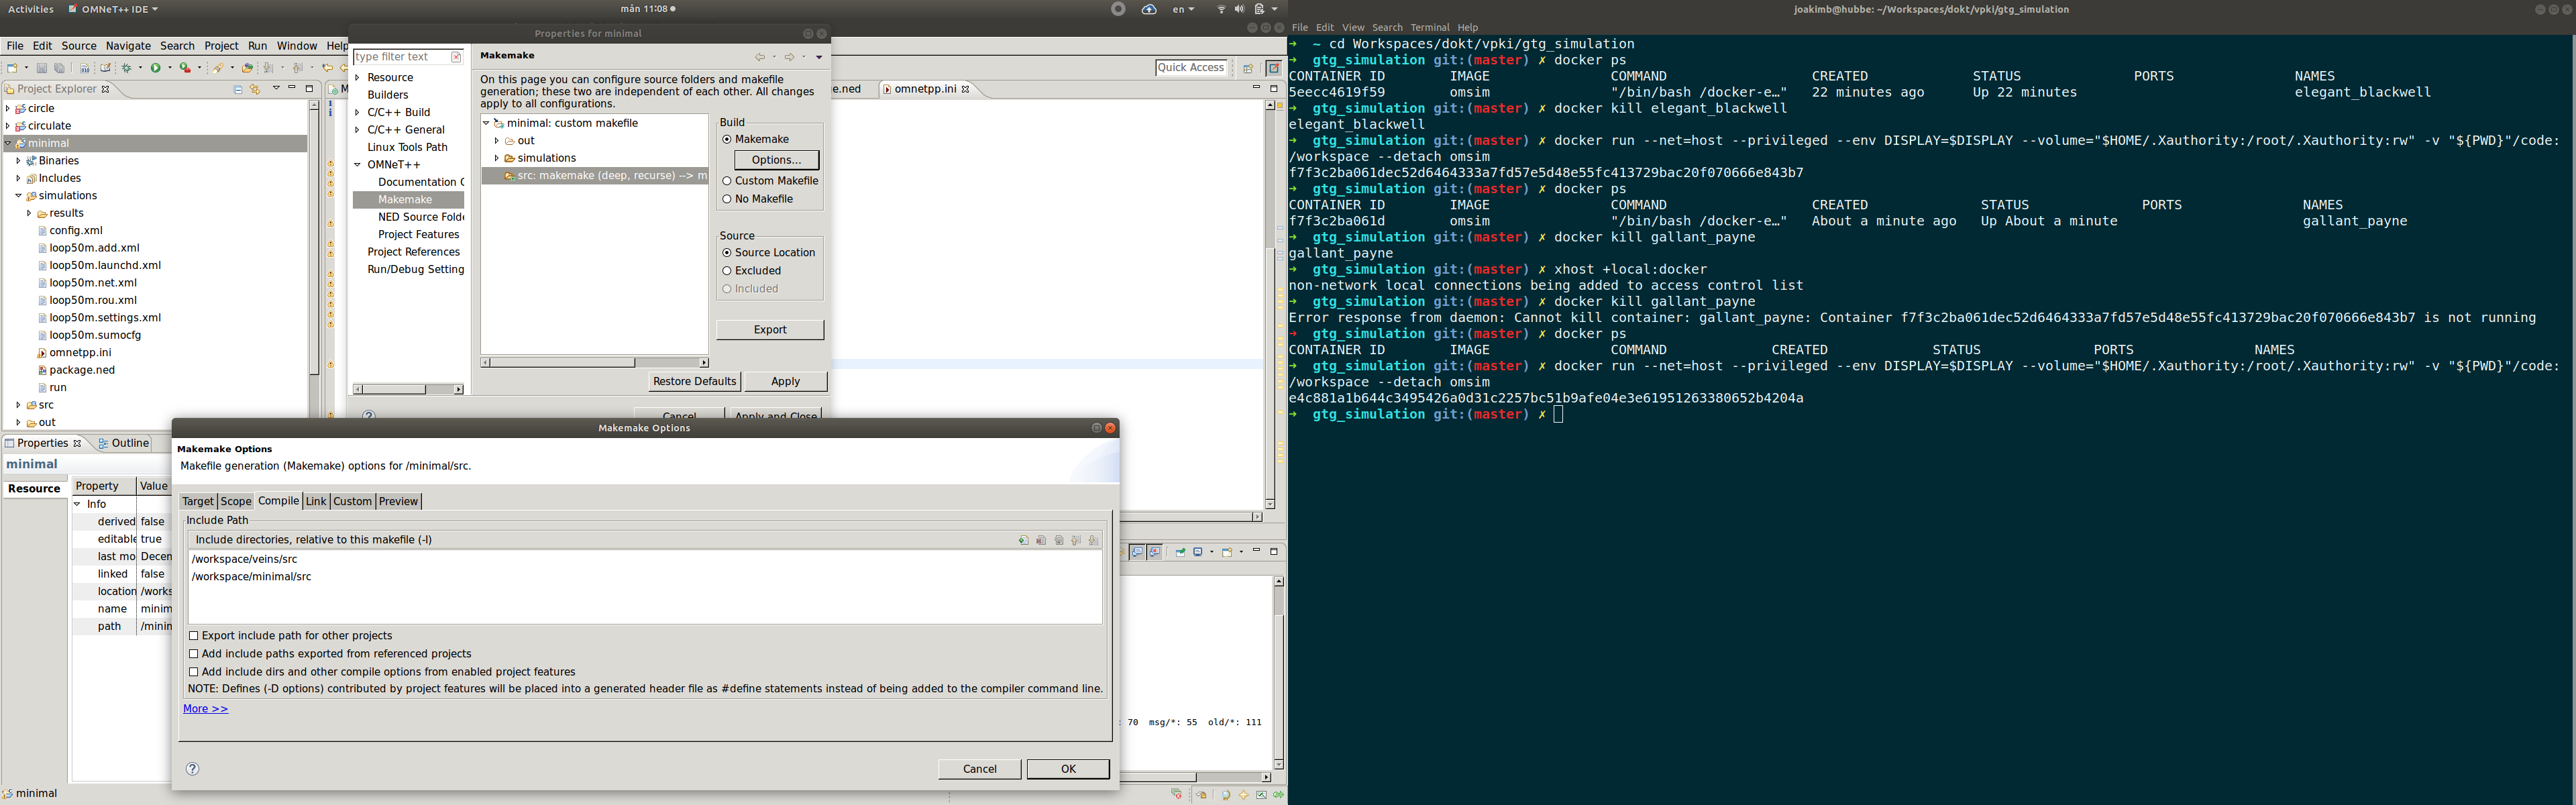 Activities
OMNeT++ IDE
mån 11:08
en
Properties for minimal
File Edit Source Navigate Search Project Run Window Help
Quick Access
Project Explorer
circle
circulate
minimal
Binaries
Includes
simulations
results
config.xml
loop50m.add.xml
loop50m.launchd.xml
loop50m.net.xml
loop50m.rou.xml
loop50m.settings.xml
loop50m.sumocfg
omnetpp.ini
package.ned
run
src
out
type filter text
Resource
Builders
C/C++ Build
C/C++ General
Linux Tools Path
OMNeT++
Documentation G
Makemake
NED Source Folde
Project Features
Project References
Run/Debug Setting
Makemake
On this page you can configure source folders and makefile
generation; these two are independent of each other. All changes
apply to all configurations.
minimal: custom makefile
out
simulations
src: makemake (deep, recurse) --> m
Build
Makemake
Options...
Custom Makefile
No Makefile
Source
Source Location
Excluded
Included
Export
Restore Defaults
Apply
Cancel
Apply and Close
e.ned
omnetpp.ini
Properties
Outline
minimal
Resource
Property Value
Info
derived false
editable true
last mo Decem
linked false
location /works
name minim
path /minin
Makemake Options
Makemake Options
Makefile generation (Makemake) options for /minimal/src.
Target Scope Compile Link Custom Preview
Include Path
Include directories, relative to this makefile (-I)
/workspace/veins/src
/workspace/minimal/src
Export include path for other projects
Add include paths exported from referenced projects
Add include dirs and other compile options from enabled project features
NOTE: Defines (-D options) contributed by project features will be placed into a generated header file as #define statements instead of being added to the compiler command line.
More >>
Cancel
OK
: 70 msg/*: 55 old/*: 111
minimal
joakimb@hubbe: ~/Workspaces/dokt/vpki/gtg_simulation
File Edit View Search Terminal Help
➜ ~ cd Workspaces/dokt/vpki/gtg_simulation
➜ gtg_simulation git:(master) ✗ docker ps
CONTAINER ID IMAGE COMMAND CREATED STATUS PORTS NAMES
5eecc4619f59 omsim "/bin/bash /docker-e…" 22 minutes ago Up 22 minutes elegant_blackwell
➜ gtg_simulation git:(master) ✗ docker kill elegant_blackwell
elegant_blackwell
➜ gtg_simulation git:(master) ✗ docker run --net=host --privileged --env DISPLAY=$DISPLAY --volume="$HOME/.Xauthority:/root/.Xauthority:rw" -v "${PWD}"/code:
/workspace --detach omsim
f7f3c2ba061dec52d6464333a7fd57e5d48e55fc413729bac20f070666e843b7
➜ gtg_simulation git:(master) ✗ docker ps
CONTAINER ID IMAGE COMMAND CREATED STATUS PORTS NAMES
f7f3c2ba061d omsim "/bin/bash /docker-e…" About a minute ago Up About a minute gallant_payne
➜ gtg_simulation git:(master) ✗ docker kill gallant_payne
gallant_payne
➜ gtg_simulation git:(master) ✗ xhost +local:docker
non-network local connections being added to access control list
➜ gtg_simulation git:(master) ✗ docker kill gallant_payne
Error response from daemon: Cannot kill container: gallant_payne: Container f7f3c2ba061dec52d6464333a7fd57e5d48e55fc413729bac20f070666e843b7 is not running
➜ gtg_simulation git:(master) ✗ docker ps
CONTAINER ID IMAGE COMMAND CREATED STATUS PORTS NAMES
➜ gtg_simulation git:(master) ✗ docker run --net=host --privileged --env DISPLAY=$DISPLAY --volume="$HOME/.Xauthority:/root/.Xauthority:rw" -v "${PWD}"/code:
/workspace --detach omsim
e4c881a1b644c3495426a0d31c2257bc51b9afe04e3e61951263380652b4204a
➜ gtg_simulation git:(master) ✗